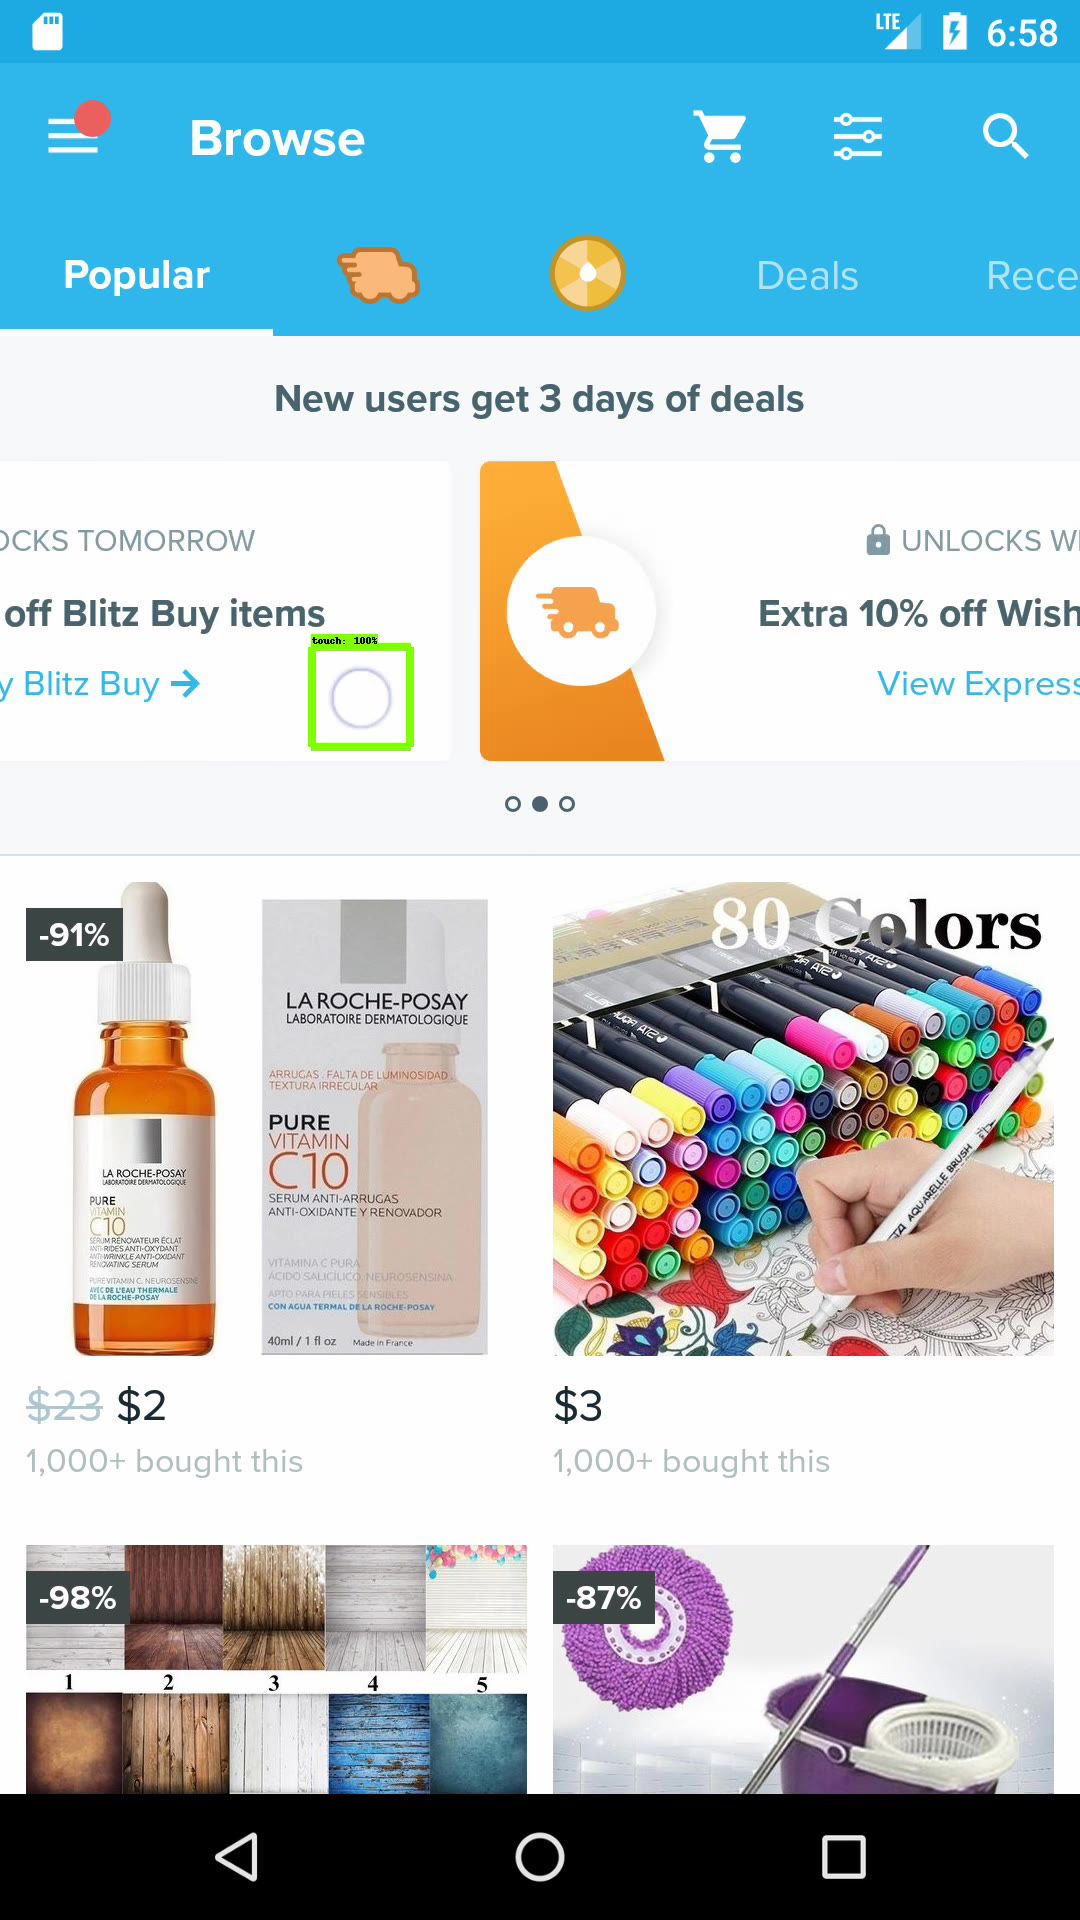 LTE 6:58
Browse
Popular Deals Rece
New users get 3 days of deals
OCKS TOMORROW
off Blitz Buy items
touch: 100%
y Blitz Buy →
UNLOCKS WI
Extra 10% off Wish
View Express
-91%
LA ROCHE-POSAY
LABORATOIRE DERMATOLOGIQUE
ARRUGAS . FALTA DE LUMINOSIDAD
TEXTURA IRREGULAR
PURE
VITAMIN
C10
SERUM ANTI-ARRUGAS
ANTI-OXIDANTE Y RENOVADOR
VITAMINA C PURA
ÁCIDO SALICÍLICO. NEUROSENSINA
APTO PARA PIELES SENSIBLES
CON AGUA TERMAL DE LA ROCHE-POSAY
40ml / 1 fl oz Made in France
LA ROCHE-POSAY
LABORATOIRE DERMATOLOGIQUE
PURE
VITAMIN
C10
SÉRUM RÉNOVATEUR ÉCLAT
ANTI-RIDES ANTI-OXYDANT
ANTI-WRINKLE ANTI-OXIDANT
RENOVATING SERUM
PURE VITAMIN C. NEUROSENSINE
AVEC DE L'EAU THERMALE
DE LA ROCHE-POSAY
80 Colors
STA
AQUARELLE BRUSH
$23 $2
1,000+ bought this
$3
1,000+ bought this
-98%
1 2 3 4 5
-87%